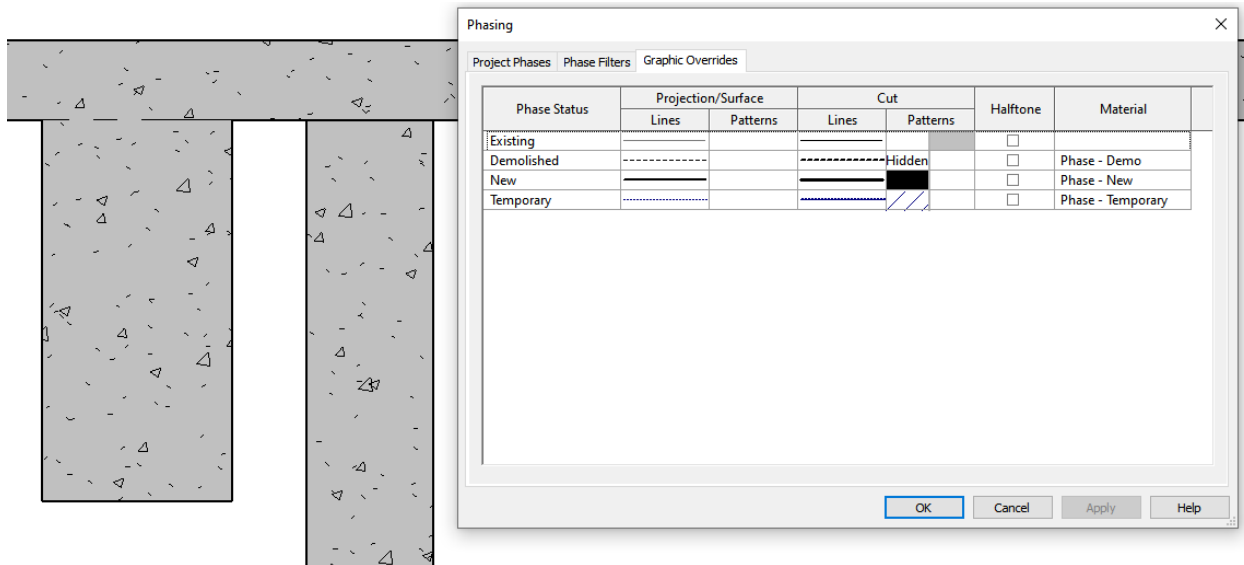 Phasing
Project Phases Phase Filters Graphic Overrides
Phase Status Projection/Surface Cut Halftone Material
Lines Patterns Lines Patterns
Existing
Demolished Hidden Phase - Demo
New Phase - New
Temporary Phase - Temporary
OK Cancel Apply Help